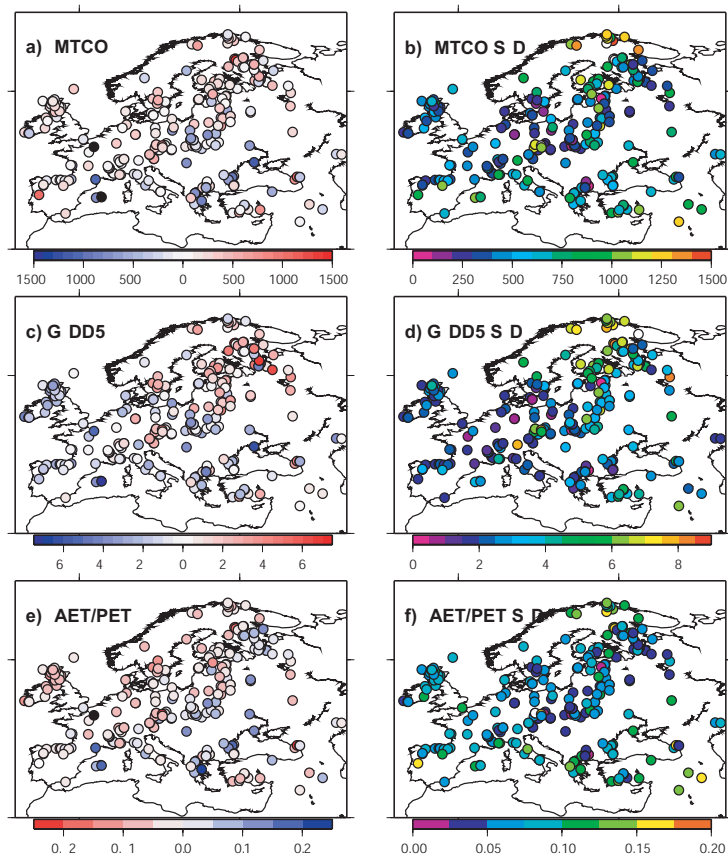 a) MTCO
b) MTCO S D
1500 1000 500 0 500 1000 1500
0 250 500 750 1000 1250 1500
c) G DD5
d) G DD5 S D
6 4 2 0 2 4 6
0 2 4 6 8
e) AET/PET
f) AET/PET S D
0. 2 0. 1 0.0 0.1 0.2
0.00 0.05 0.10 0.15 0.20